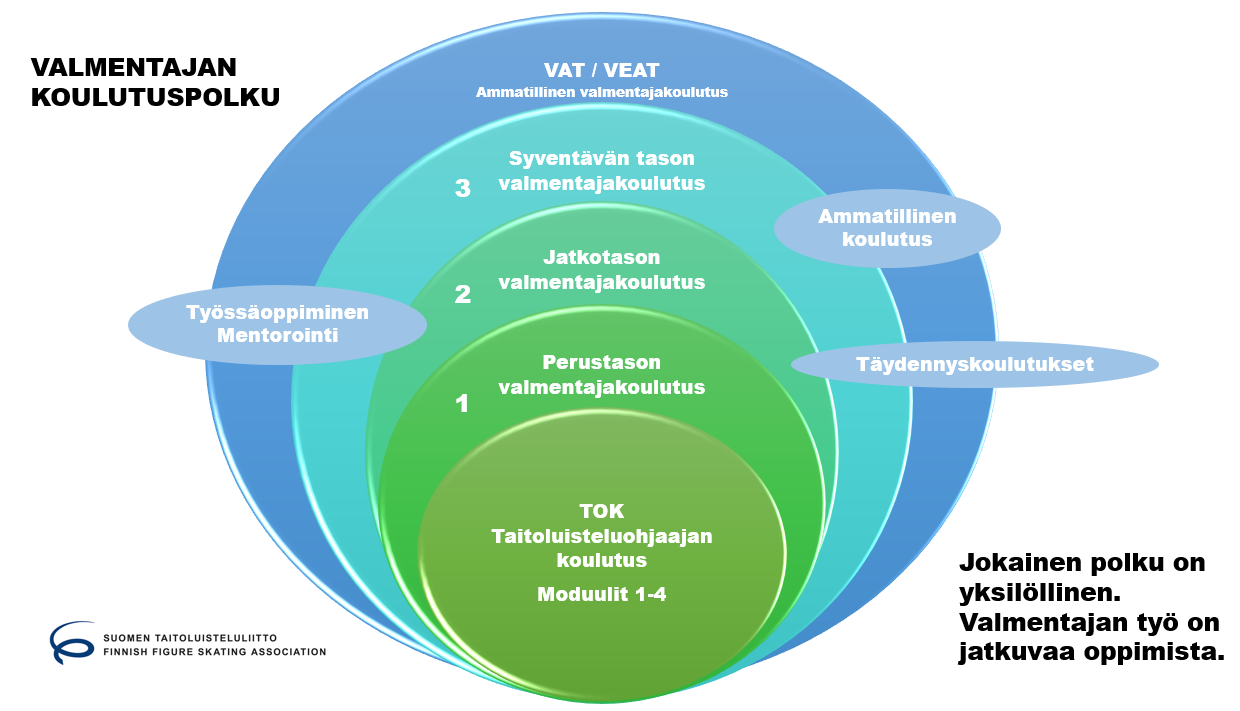 VALMENTAJAN
KOULUTUSPOLKU
VAT / VEAT
Ammatillinen valmentajakoulutus
Syventävän tason
valmentajakoulutus
3
Ammatillinen
koulutus
Jatkotason
valmentajakoulutus
2
Työssäoppiminen
Mentorointi
Täydennyskoulutukset
Perustason
valmentajakoulutus
1
TOK
Taitoluisteluohjaajan
koulutus
Moduulit 1-4
Jokainen polku on
yksilöllinen.
Valmentajan työ on
jatkuvaa oppimista.
SUOMEN TAITOLUISTELULIITTO
FINNISH FIGURE SKATING ASSOCIATION